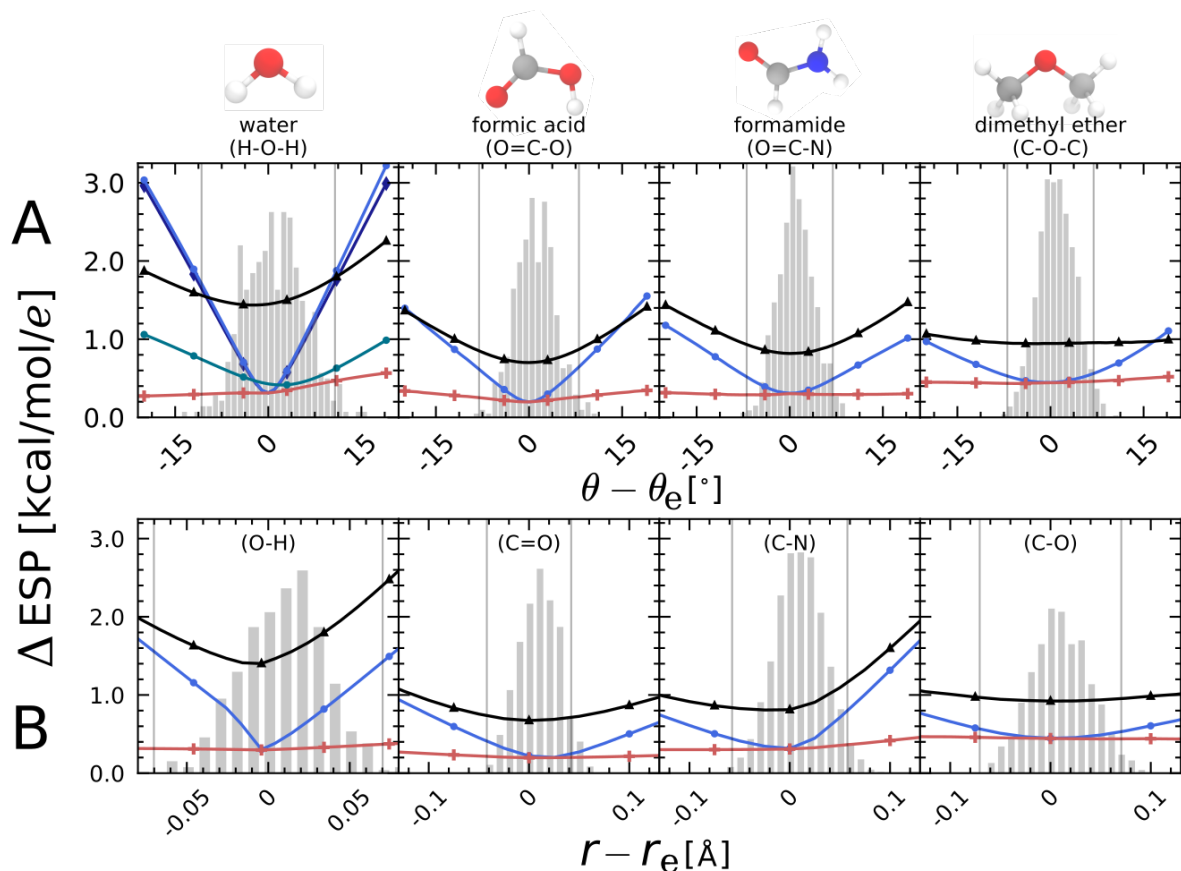 water formic acid formamide dimethyl ether
(H-O-H) (O=C-O) (O=C-N) (C-O-C)
A
3.0
2.0
1.0
0.0
-15 0 15 -15 0 15 -15 0 15 -15 0 15
θ − θe[°]
Δ ESP [kcal/mol/e]
(O-H) (C=O) (C-N) (C-O)
3.0
2.0
1.0
B
0.0
-0.05 0 0.05 -0.1 0 0.1 -0.1 0 0.1 -0.1 0 0.1
r − re[Å]